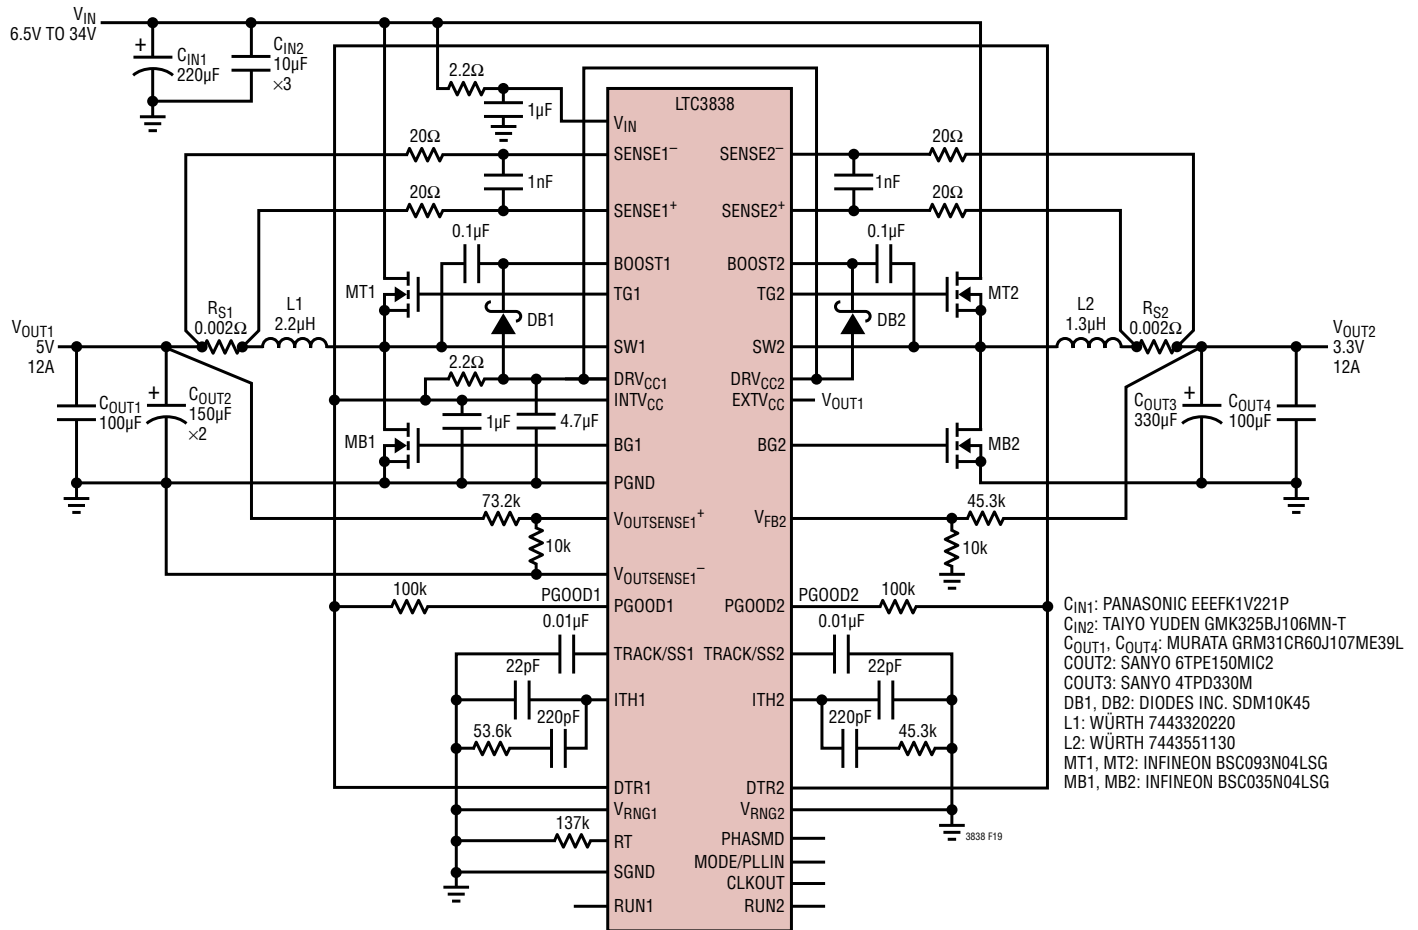 VIN
6.5V TO 34V
CIN1
220µF
CIN2
10µF
×3
2.2Ω
1µF
LTC3838
VIN
20Ω
SENSE1–
SENSE2–
20Ω
1nF
1nF
20Ω
SENSE1+
SENSE2+
20Ω
0.1µF
BOOST1
BOOST2
0.1µF
MT1
TG1
TG2
MT2
DB1
DB2
VOUT1
5V
12A
RS1
0.002Ω
L1
2.2µH
SW1
SW2
L2
1.3µH
RS2
0.002Ω
VOUT2
3.3V
12A
2.2Ω
DRVCC1
DRVCC2
INTVCC
EXTVCC
VOUT1
COUT1
100µF
COUT2
150µF
×2
1µF
4.7µF
COUT3
330µF
COUT4
100µF
MB1
BG1
BG2
MB2
PGND
73.2k
VOUTSENSE1+
VFB2
45.3k
10k
10k
VOUTSENSE1–
100k
PGOOD1
PGOOD1
PGOOD2
PGOOD2
100k
0.01µF
TRACK/SS1
TRACK/SS2
0.01µF
22pF
ITH1
ITH2
22pF
220pF
53.6k
220pF
45.3k
DTR1
DTR2
VRNG1
VRNG2
137k
RT
PHASMD
MODE/PLLIN
SGND
CLKOUT
RUN1
RUN2
3838 F19
CIN1: PANASONIC EEEFK1V221P
CIN2: TAIYO YUDEN GMK325BJ106MN-T
COUT1, COUT4: MURATA GRM31CR60J107ME39L
COUT2: SANYO 6TPE150MIC2
COUT3: SANYO 4TPD330M
DB1, DB2: DIODES INC. SDM10K45
L1: WÜRTH 7443320220
L2: WÜRTH 7443551130
MT1, MT2: INFINEON BSC093N04LSG
MB1, MB2: INFINEON BSC035N04LSG